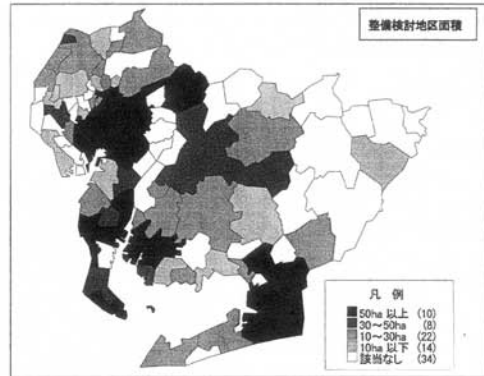 整備検討地区面積
凡例
50ha 以上 (10)
30～50ha (8)
10～30ha (22)
10ha 以下 (14)
該当なし (34)